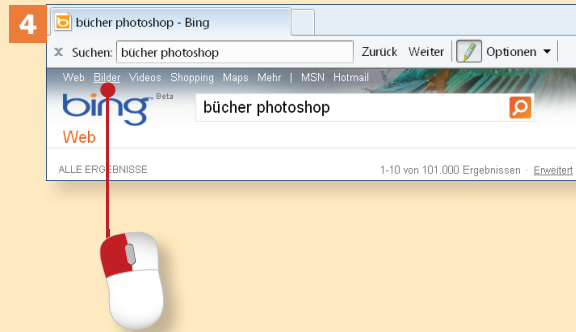 4
bücher photoshop - Bing
x Suchen: bücher photoshop Zurück Weiter Optionen
Web Bilder Videos Shopping Maps Mehr | MSN Hotmail
bing Beta bücher photoshop
Web
ALLE ERGEBNISSE 1-10 von 101.000 Ergebnissen · Erweitert